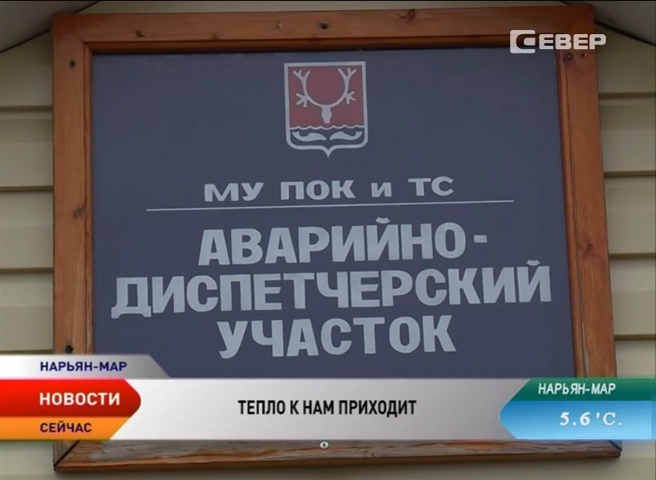 СЕВЕР
МУ ПОК и ТС
АВАРИЙНО-
ДИСПЕТЧЕРСКИЙ
УЧАСТОК
НАРЬЯН-МАР
НОВОСТИ
СЕЙЧАС
ТЕПЛО К НАМ ПРИХОДИТ
НАРЬЯН-МАР
5.6'С.